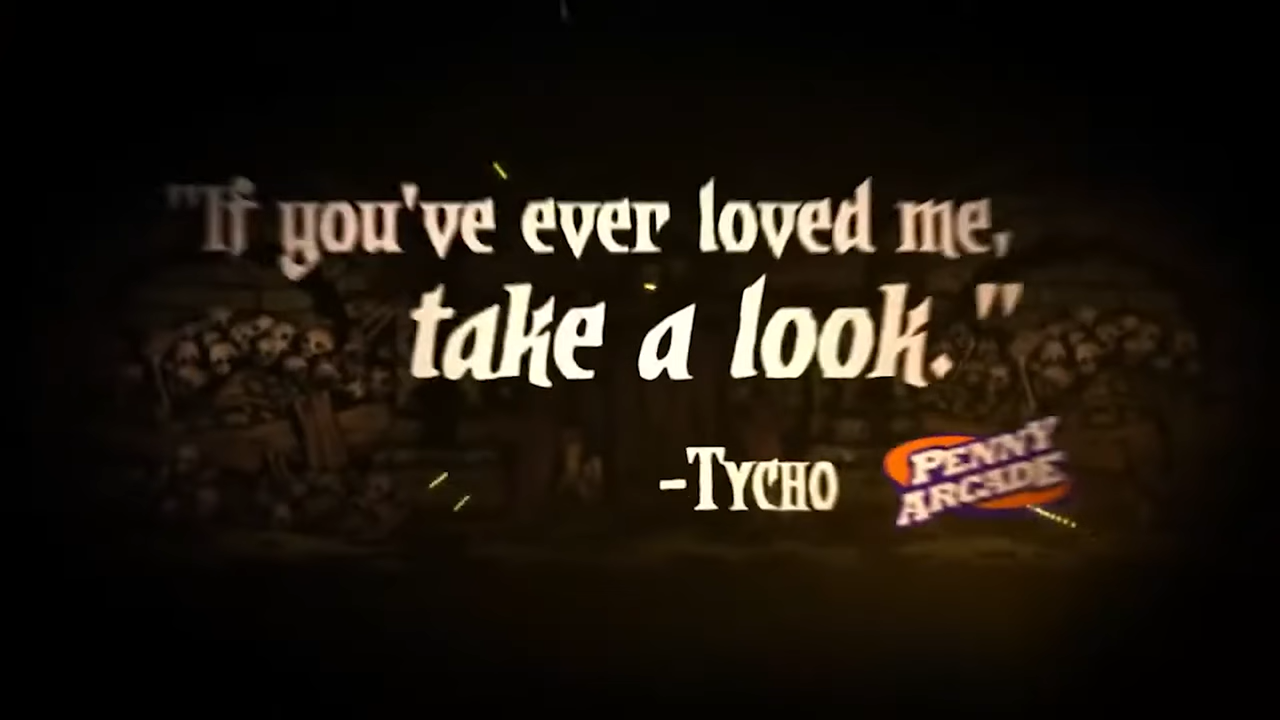 "If you've ever loved me,
take a look."
-TYCHO
PENNY
ARCADE